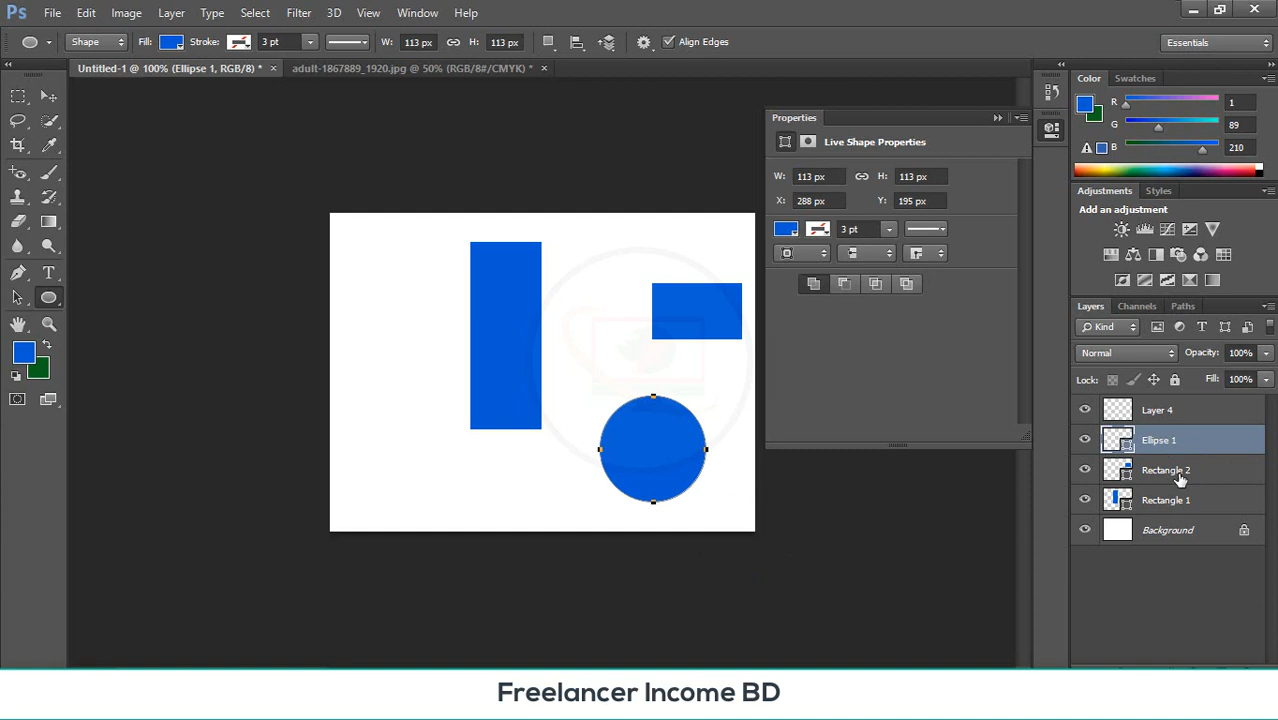 Ps File Edit Image Layer Type Select Filter 3D View Window Help
Shape Fill: Stroke: 3 pt W: 113 px H: 113 px Align Edges Essentials
Untitled-1 @ 100% (Ellipse 1, RGB/8) * × adult-1867889_1920.jpg @ 50% (RGB/8#/CMYK) * ×
Color Swatches
R 1
G 89
B 210
Properties
Live Shape Properties
W: 113 px H: 113 px
X: 288 px Y: 195 px
3 pt
Adjustments Styles
Add an adjustment
Layers Channels Paths
Kind
Normal Opacity: 100%
Lock: Fill: 100%
Layer 4
Ellipse 1
Rectangle 2
Rectangle 1
Background
Freelancer Income BD